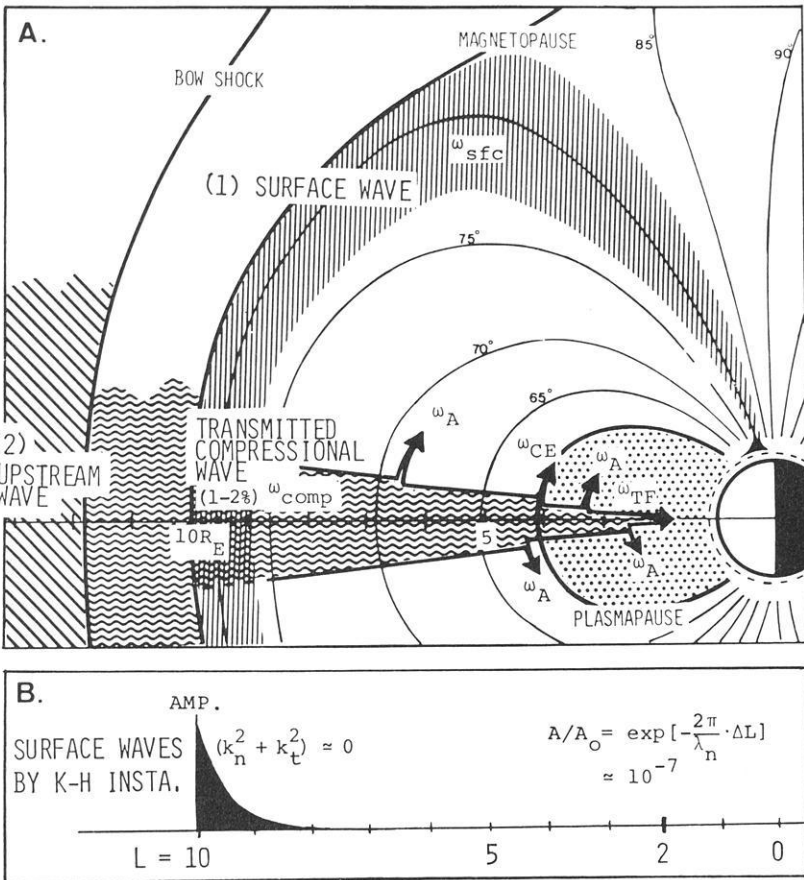 A.
BOW SHOCK
MAGNETOPAUSE
85°
90°
ω_sfc
(1) SURFACE WAVE
75°
70°
65°
2)
UPSTREAM
WAVE
TRANSMITTED
COMPRESSIONAL
WAVE
(1-2%) ω_comp
ω_A
ω_CE
ω_A
ω_TF
10R_E
5
ω_A
ω_A
PLASMAPAUSE
B.
AMP.
SURFACE WAVES
BY K-H INSTA.
(k_n^2 + k_t^2) ≃ 0
A/A_o = exp[-2π/λ_n · ΔL]
≃ 10^-7
L = 10
5
2
0